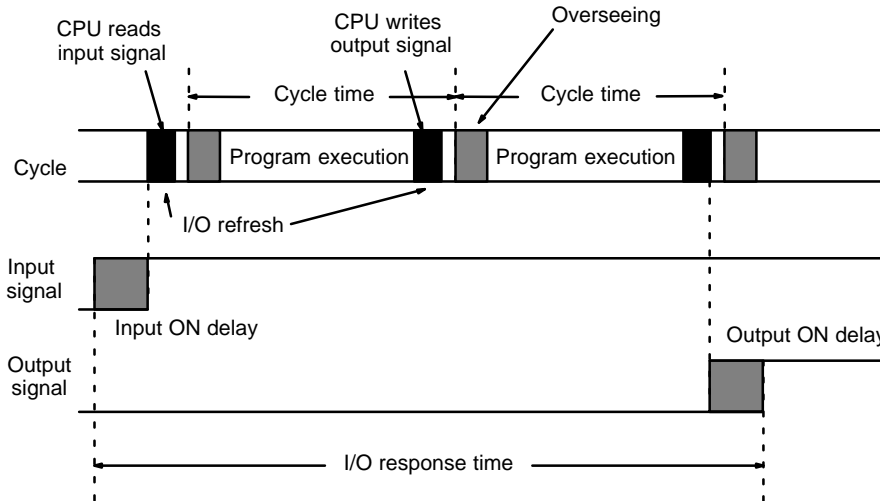 Overseeing
CPU reads
input signal
CPU writes
output signal
Cycle time
Cycle time
Cycle
Program execution
Program execution
I/O refresh
Input
signal
Input ON delay
Output ON delay
Output
signal
I/O response time